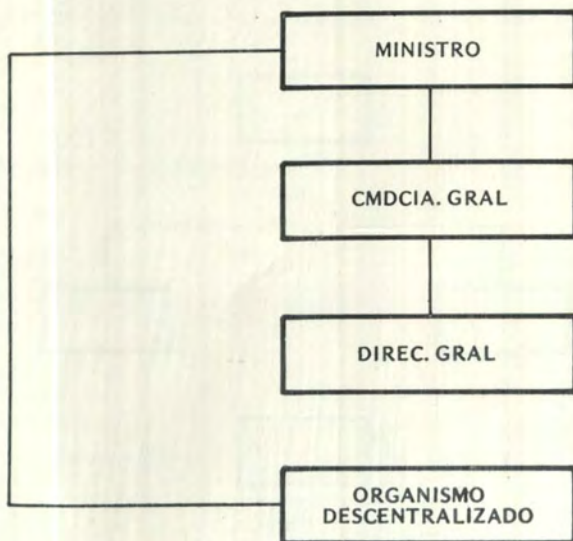 MINISTRO
CMDCIA. GRAL
DIREC. GRAL
ORGANISMO
DESCENTRALIZADO